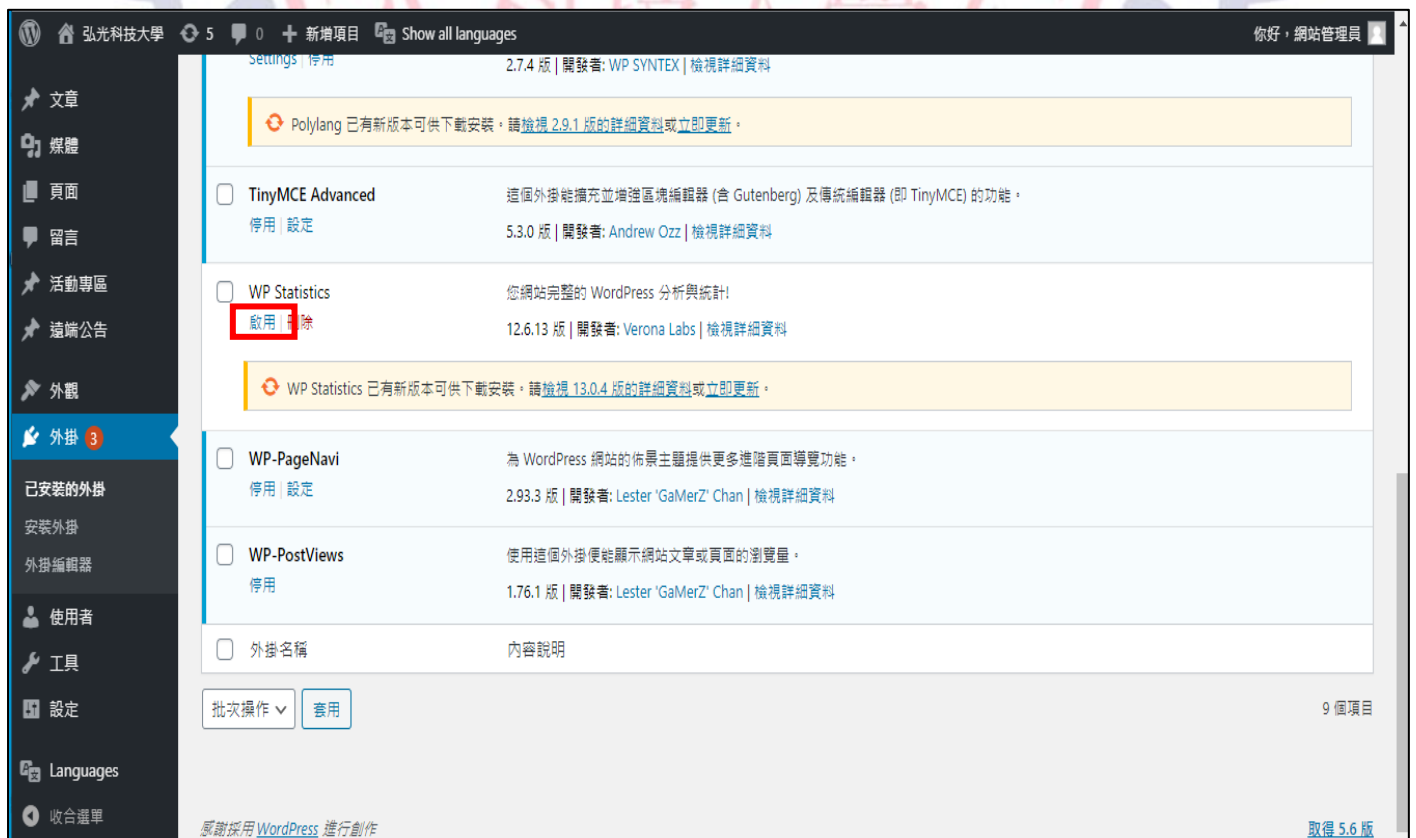 弘光科技大學 5 0 新增項目 Show all languages 你好，網站管理員
Settings | 停用
2.7.4 版 | 開發者: WP SYNTEX | 檢視詳細資料
文章
媒體
頁面
留言
活動專區
遠端公告
外觀
外掛 3
已安裝的外掛
安裝外掛
外掛編輯器
使用者
工具
設定
Languages
收合選單
Polylang 已有新版本可供下載安裝。請檢視 2.9.1 版的詳細資料或立即更新。
TinyMCE Advanced
停用 | 設定
這個外掛能擴充並增強區塊編輯器 (含 Gutenberg) 及傳統編輯器 (即 TinyMCE) 的功能。
5.3.0 版 | 開發者: Andrew Ozz | 檢視詳細資料
WP Statistics
啟用 | 刪除
您網站完整的 WordPress 分析與統計!
12.6.13 版 | 開發者: Verona Labs | 檢視詳細資料
WP Statistics 已有新版本可供下載安裝。請檢視 13.0.4 版的詳細資料或立即更新。
WP-PageNavi
停用 | 設定
為 WordPress 網站的佈景主題提供更多進階頁面導覽功能。
2.93.3 版 | 開發者: Lester 'GaMerZ' Chan | 檢視詳細資料
WP-PostViews
停用
使用這個外掛便能顯示網站文章或頁面的瀏覽量。
1.76.1 版 | 開發者: Lester 'GaMerZ' Chan | 檢視詳細資料
外掛名稱 內容說明
批次操作 套用 9 個項目
感謝採用 WordPress 進行創作 取得 5.6 版